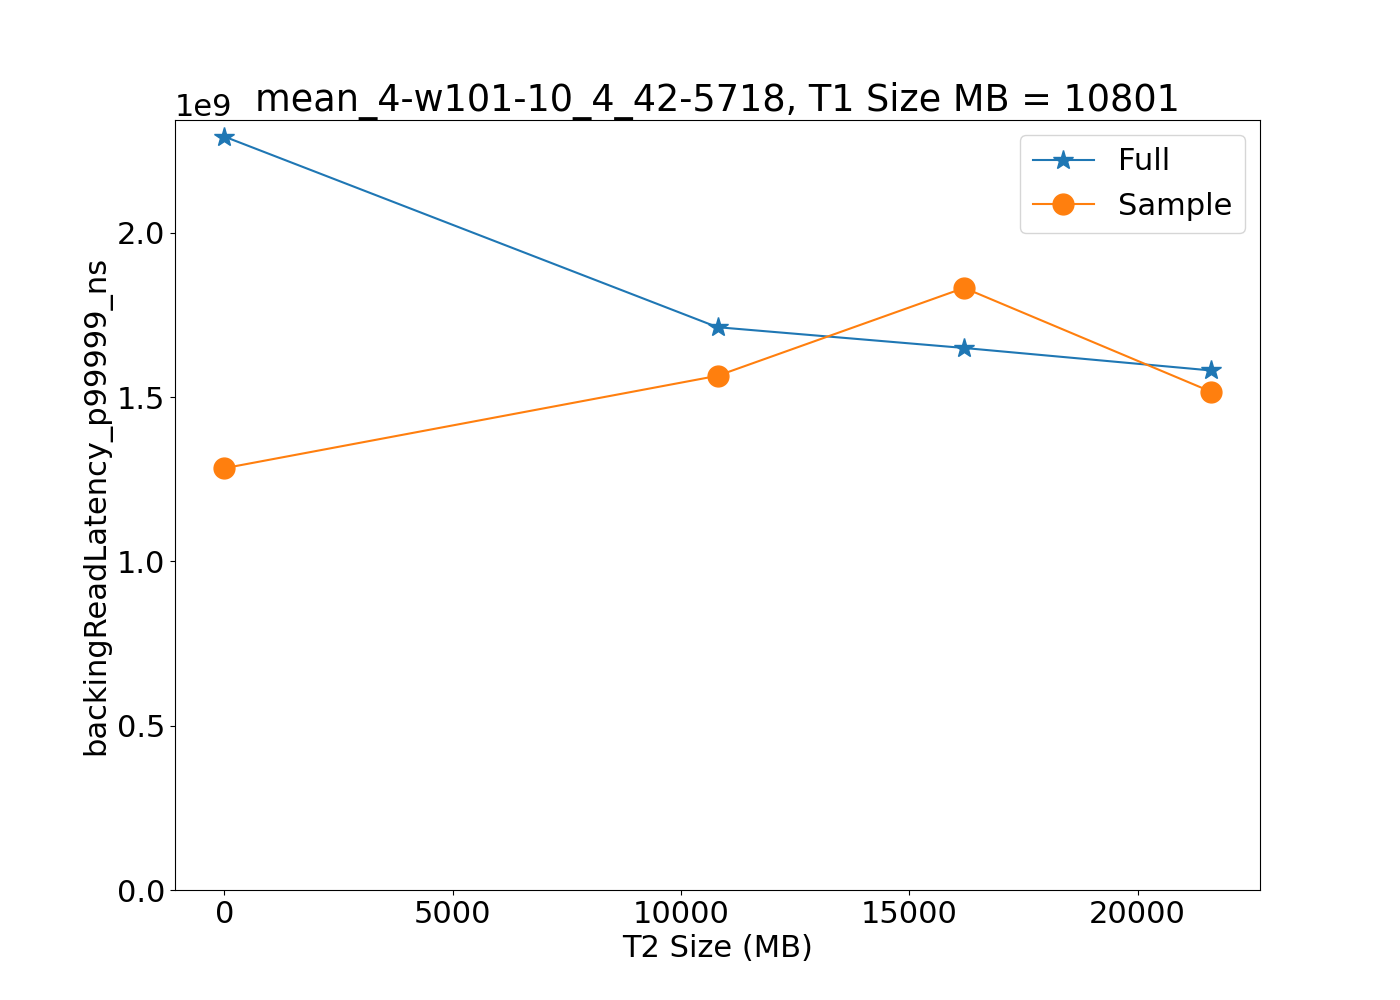 1e9
mean_4-w101-10_4_42-5718, T1 Size MB = 10801
Full
Sample
backingReadLatency_p99999_ns
2.0
1.5
1.0
0.5
0.0
0 5000 10000 15000 20000
T2 Size (MB)